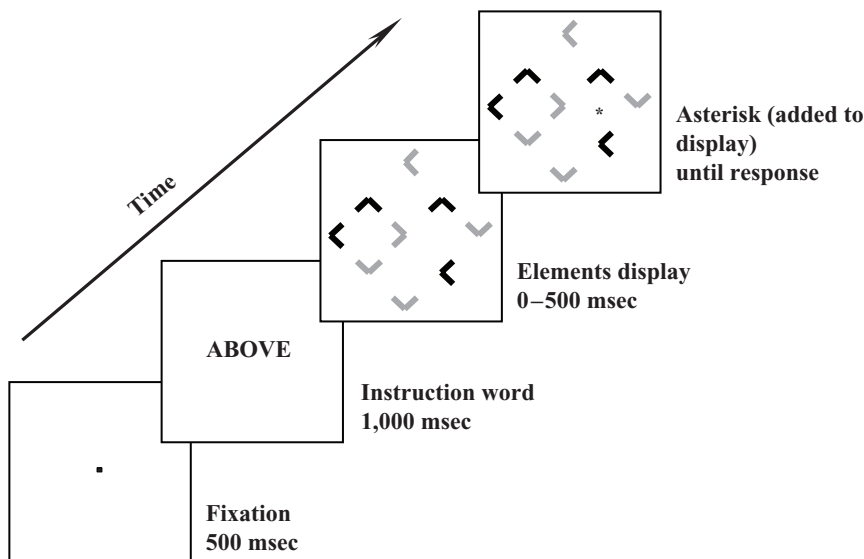 Time
*
Asterisk (added to
display)
until response
Elements display
0–500 msec
ABOVE
Instruction word
1,000 msec
Fixation
500 msec